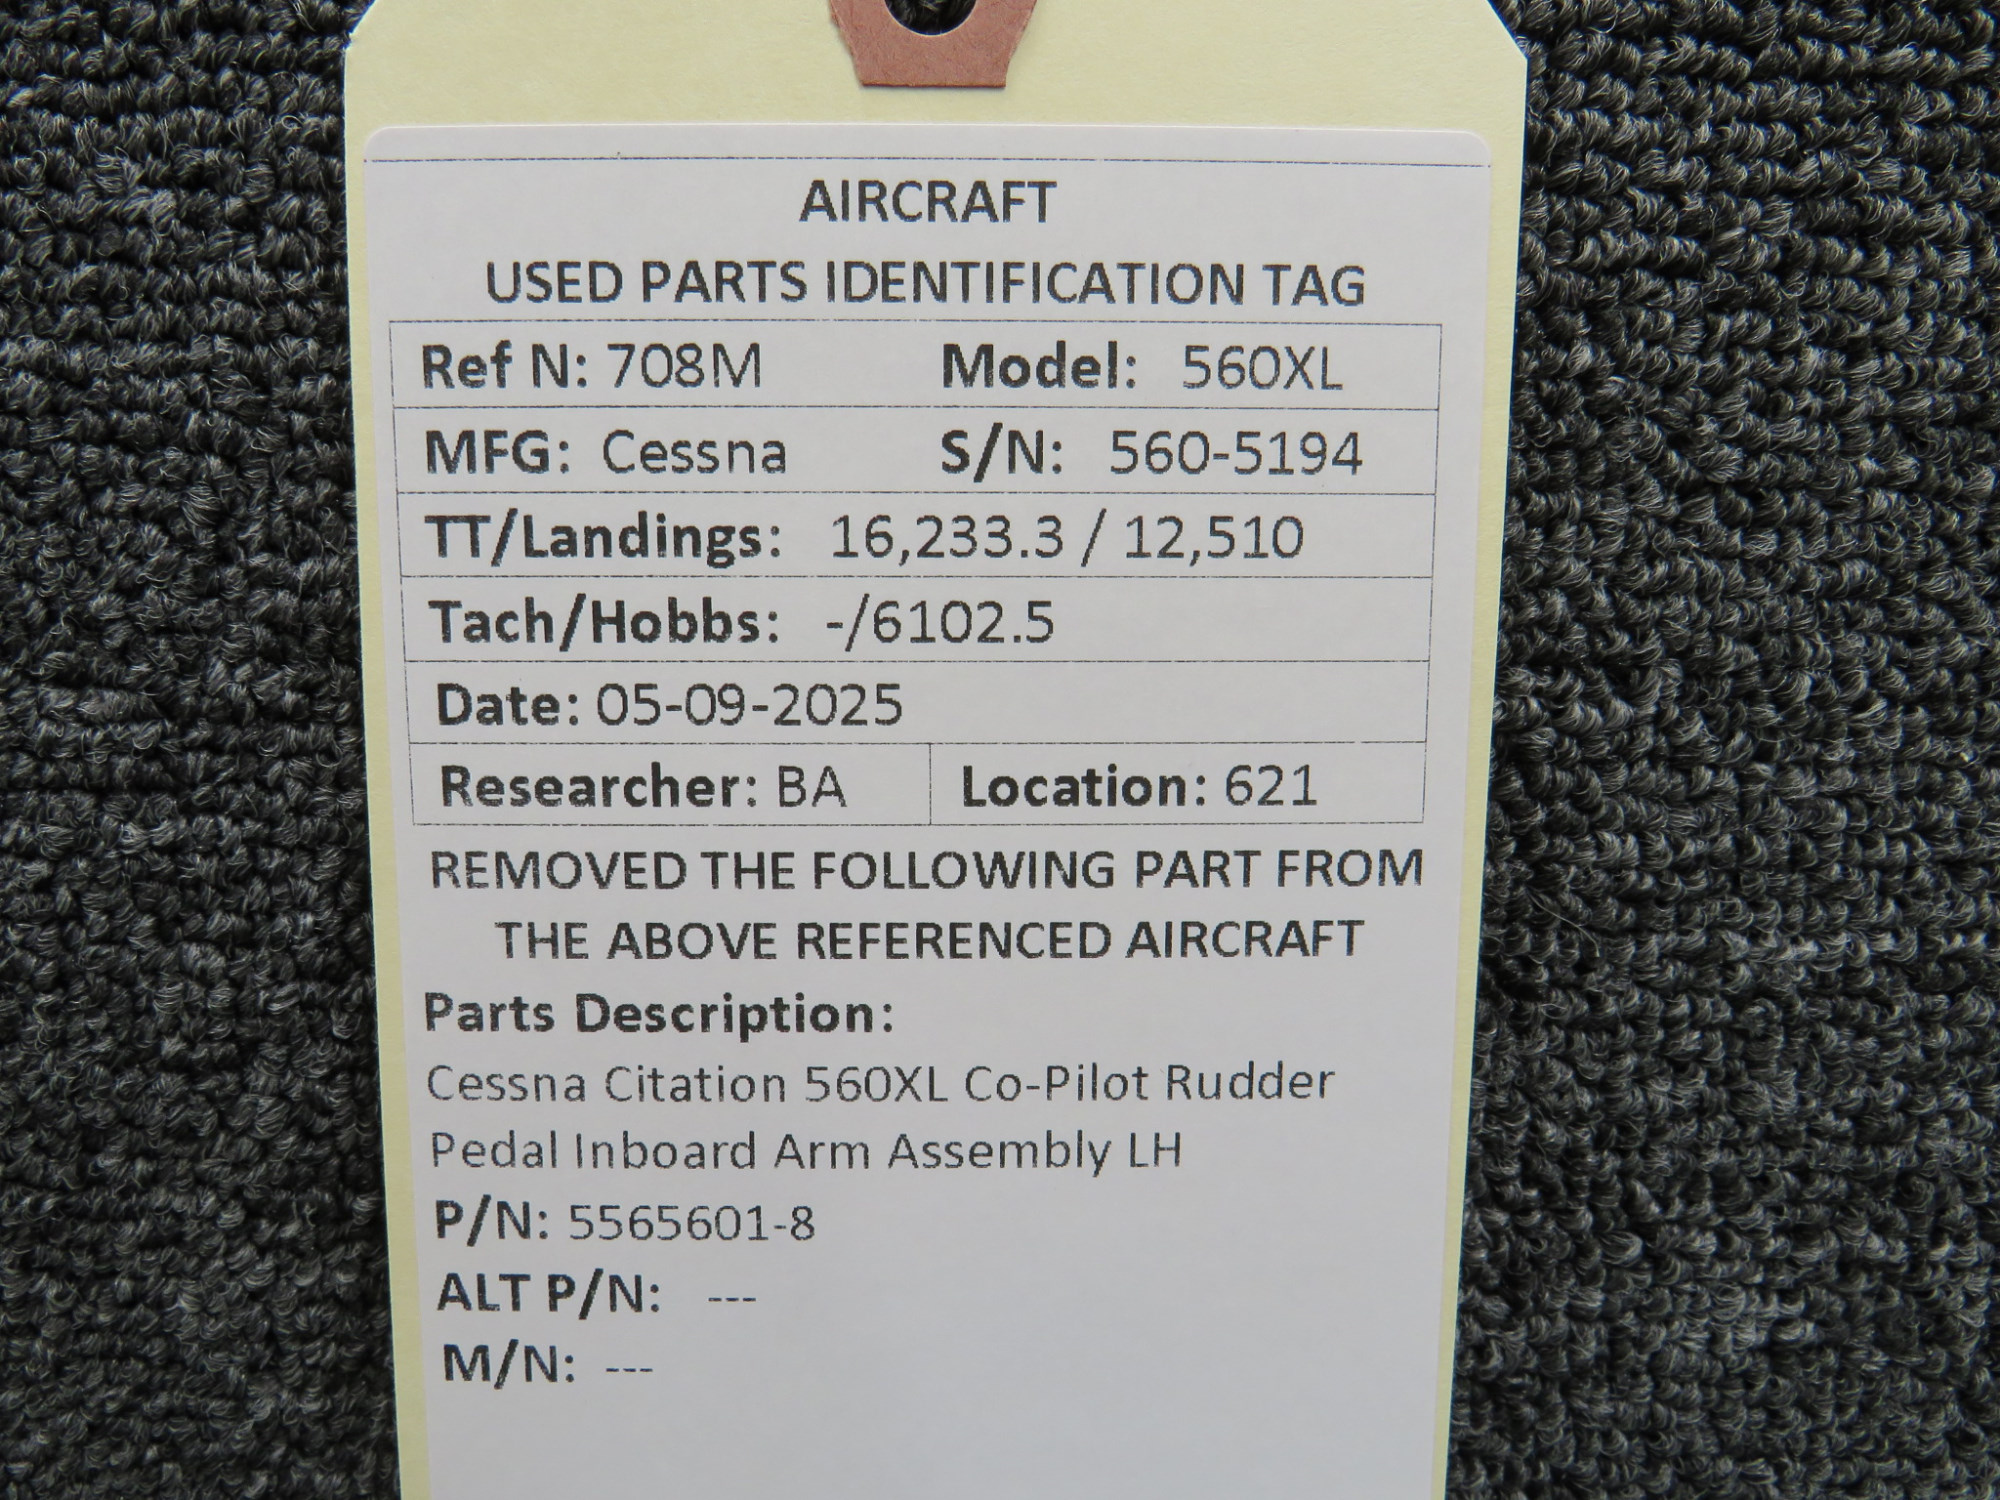 AIRCRAFT
USED PARTS IDENTIFICATION TAG
Ref N: 708M Model: 560XL
MFG: Cessna S/N: 560-5194
TT/Landings: 16,233.3 / 12,510
Tach/Hobbs: -/6102.5
Date: 05-09-2025
Researcher: BA Location: 621
REMOVED THE FOLLOWING PART FROM
THE ABOVE REFERENCED AIRCRAFT
Parts Description:
Cessna Citation 560XL Co-Pilot Rudder
Pedal Inboard Arm Assembly LH
P/N: 5565601-8
ALT P/N: ---
M/N: ---